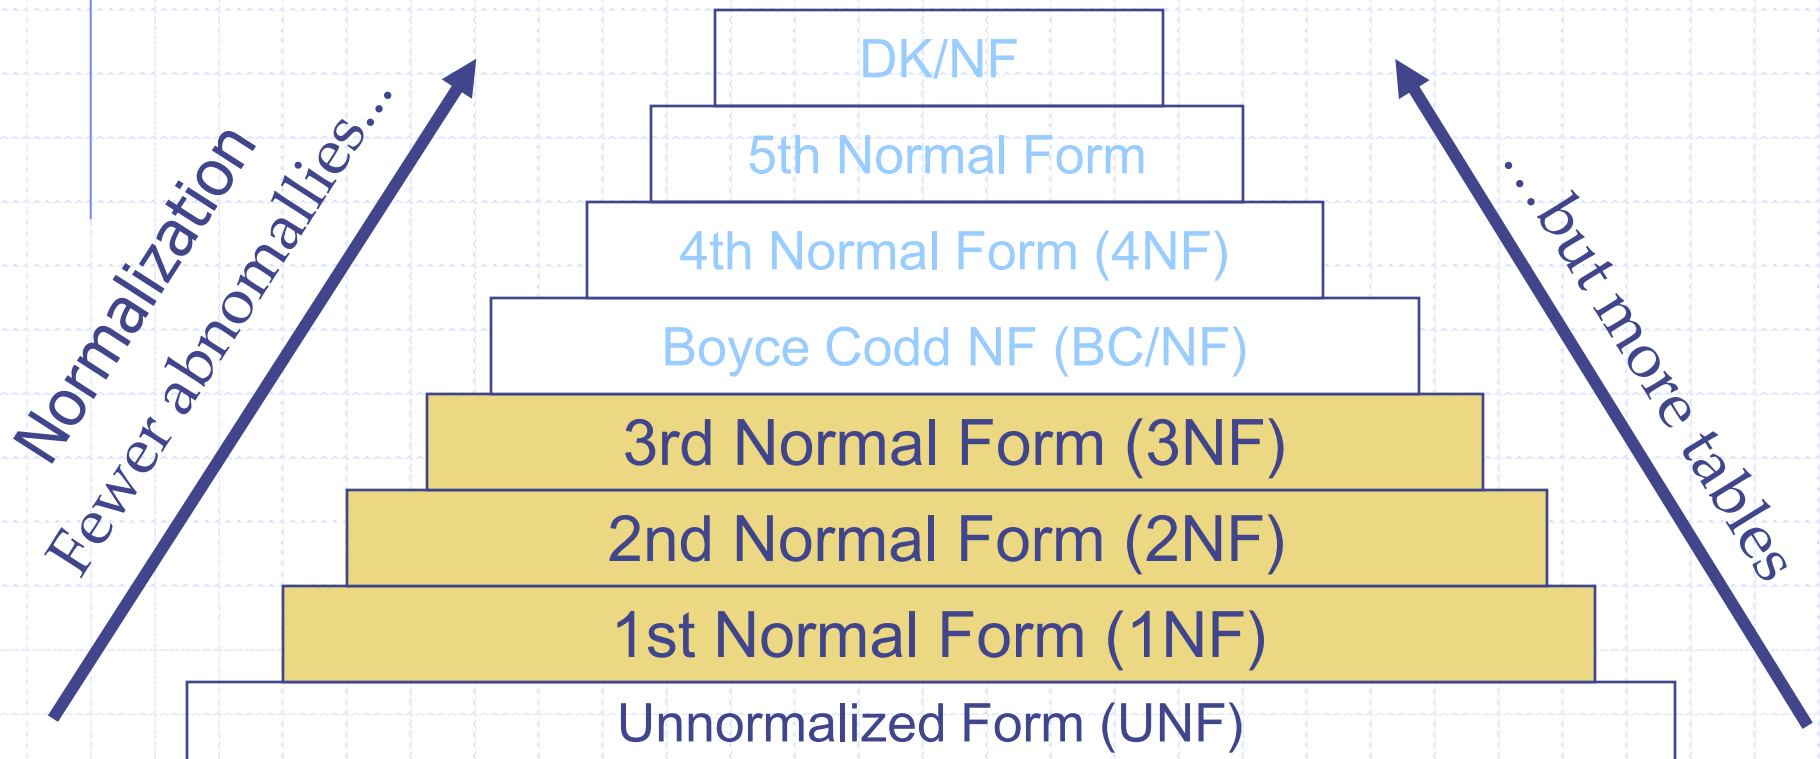 Normalization
Fewer abnomallies...
DK/NF
5th Normal Form
4th Normal Form (4NF)
Boyce Codd NF (BC/NF)
3rd Normal Form (3NF)
2nd Normal Form (2NF)
1st Normal Form (1NF)
Unnormalized Form (UNF)
...but more tables